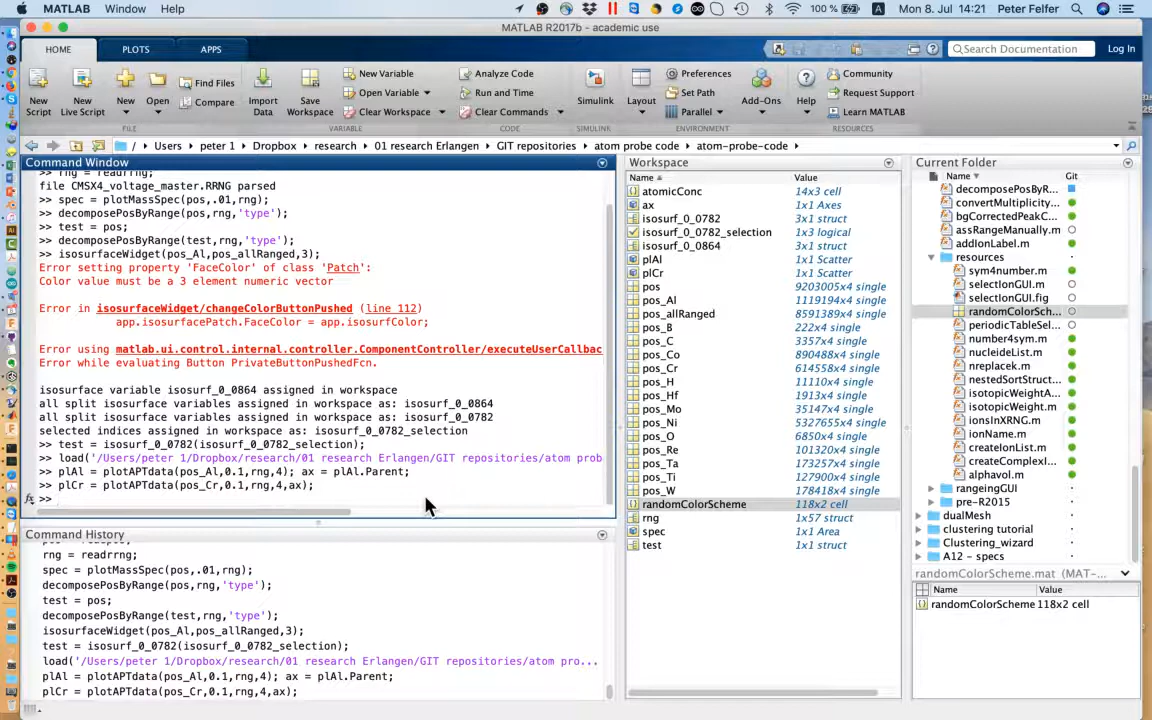 MATLAB Window Help 100 % Mon 8. Jul 14:21 Peter Felfer
MATLAB R2017b - academic use
HOME PLOTS APPS Search Documentation Log In
New Script
New Live Script
New
Open
Find Files
Compare
Import Data
Save Workspace
New Variable
Open Variable
Clear Workspace
Analyze Code
Run and Time
Clear Commands
Simulink
Layout
Preferences
Set Path
Parallel
Add-Ons
Help
Community
Request Support
Learn MATLAB
FILE VARIABLE CODE SIMULINK ENVIRONMENT RESOURCES
/ Users peter 1 Dropbox research 01 research Erlangen GIT repositories atom probe code atom-probe-code
Command Window
>> rng = readrrng;
file CMSX4_voltage_master.RRNG parsed
>> spec = plotMassSpec(pos,.01,rng);
>> decomposePosByRange(pos,rng,'type');
>> test = pos;
>> decomposePosByRange(test,rng,'type');
>> isosurfaceWidget(pos_Al,pos_allRanged,3);
Error setting property 'FaceColor' of class 'Patch':
Color value must be a 3 element numeric vector
Error in isosurfaceWidget/changeColorButtonPushed (line 112)
app.isosurfacePatch.FaceColor = app.isosurfColor;
Error using matlab.ui.control.internal.controller.ComponentController/executeUserCallbac
Error while evaluating Button PrivateButtonPushedFcn.
isosurface variable isosurf_0_0864 assigned in workspace
all split isosurface variables assigned in workspace as: isosurf_0_0864
all split isosurface variables assigned in workspace as: isosurf_0_0782
selected indices assigned in workspace as: isosurf_0_0782_selection
>> test = isosurf_0_0782(isosurf_0_0782_selection);
>> load('/Users/peter 1/Dropbox/research/01 research Erlangen/GIT repositories/atom prob
>> plAl = plotAPTdata(pos_Al,0.1,rng,4); ax = plAl.Parent;
>> plCr = plotAPTdata(pos_Cr,0.1,rng,4,ax);
fx >>
Command History
rng = readrrng;
spec = plotMassSpec(pos,.01,rng);
decomposePosByRange(pos,rng,'type');
test = pos;
decomposePosByRange(test,rng,'type');
isosurfaceWidget(pos_Al,pos_allRanged,3);
test = isosurf_0_0782(isosurf_0_0782_selection);
load('/Users/peter 1/Dropbox/research/01 research Erlangen/GIT repositories/atom pro...
plAl = plotAPTdata(pos_Al,0.1,rng,4); ax = plAl.Parent;
plCr = plotAPTdata(pos_Cr,0.1,rng,4,ax);
Workspace
Name Value
atomicConc 14x3 cell
ax 1x1 Axes
isosurf_0_0782 3x1 struct
isosurf_0_0782_selection 1x3 logical
isosurf_0_0864 3x1 struct
plAl 1x1 Scatter
plCr 1x1 Scatter
pos 9203005x4 single
pos_Al 1119194x4 single
pos_allRanged 8591389x4 single
pos_B 222x4 single
pos_C 3357x4 single
pos_Co 890488x4 single
pos_Cr 614558x4 single
pos_H 11110x4 single
pos_Hf 1913x4 single
pos_Mo 35147x4 single
pos_Ni 5327655x4 single
pos_O 6850x4 single
pos_Re 101320x4 single
pos_Ta 173257x4 single
pos_Ti 127900x4 single
pos_W 178418x4 single
randomColorScheme 118x2 cell
rng 1x57 struct
spec 1x1 Area
test 1x1 struct
Current Folder
Name Git
decomposePosByR...
convertMultiplicity...
bgCorrectedPeakC...
assRangeManually.m
addIonLabel.m
resources
sym4number.m
selectIonGUI.m
selectIonGUI.fig
randomColorSch...
periodicTableSel...
number4sym.m
nucleideList.m
nreplacek.m
nestedSortStruct...
isotopicWeightA...
isotopicWeight.m
ionsInXRNG.m
ionName.m
createIonList.m
createComplexI...
alphavol.m
rangeingGUI
pre-R2015
dualMesh
clustering tutorial
Clustering_wizard
A12 - specs
randomColorScheme.mat (MAT-...
Name Value
randomColorScheme 118x2 cell